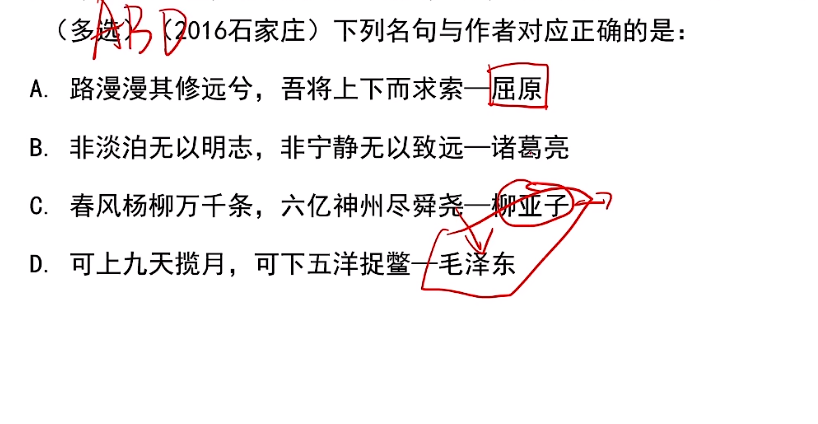 （多选）ABD（2016石家庄）下列名句与作者对应正确的是：
A. 路漫漫其修远兮，吾将上下而求索—屈原
B. 非淡泊无以明志，非宁静无以致远—诸葛亮
C. 春风杨柳万千条，六亿神州尽舜尧—柳亚子
D. 可上九天揽月，可下五洋捉鳖—毛泽东